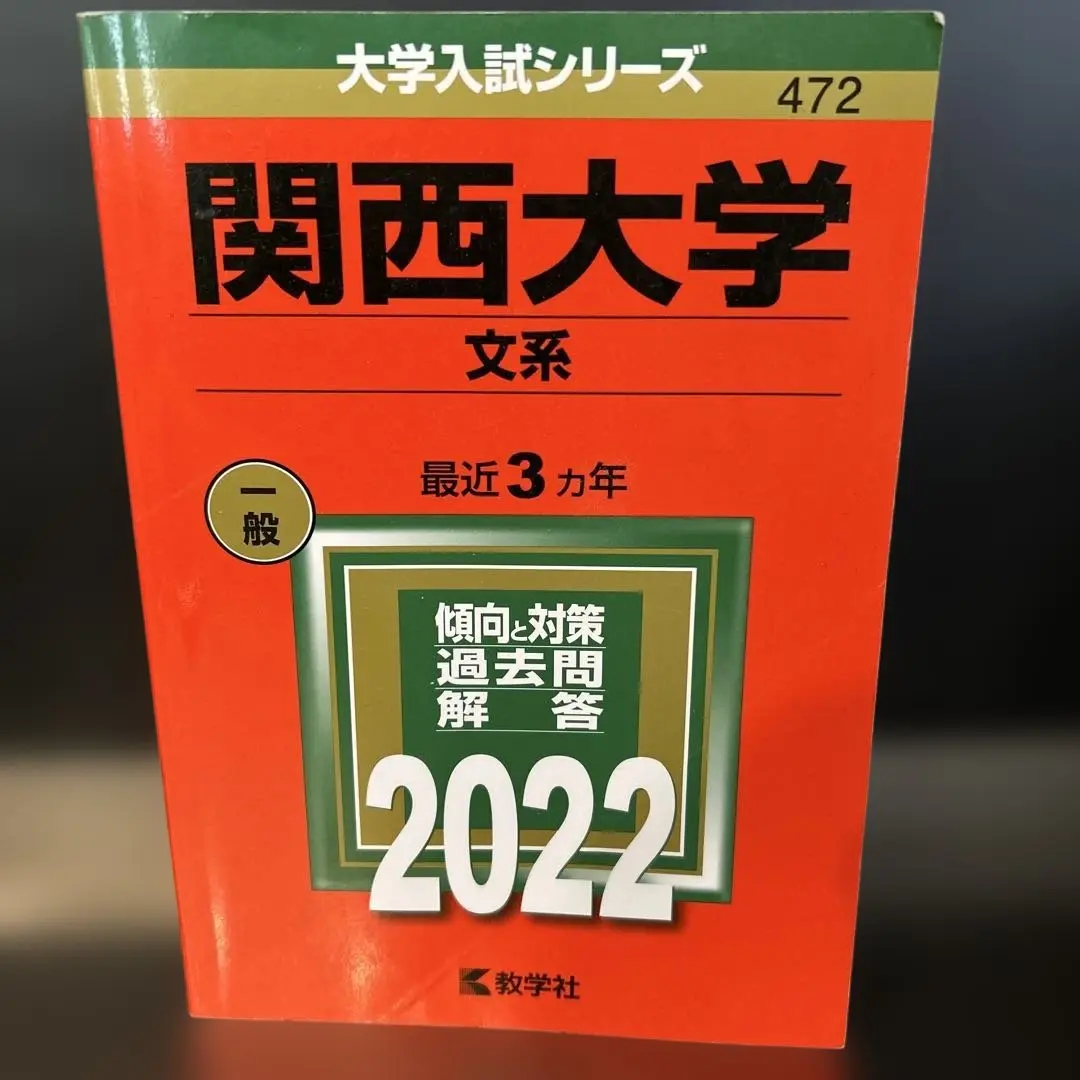 大学入試シリーズ
472
関西大学
文系
最近3カ年
一般
傾向と対策
過去問
解答
2022
教学社